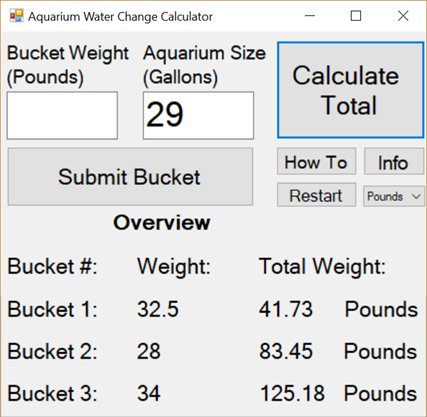 Aquarium Water Change Calculator
Bucket Weight
(Pounds)
Aquarium Size
(Gallons)
29
Calculate
Total
Submit Bucket
How To
Info
Restart
Pounds
Overview
Bucket #: Weight: Total Weight:
Bucket 1: 32.5 41.73 Pounds
Bucket 2: 28 83.45 Pounds
Bucket 3: 34 125.18 Pounds